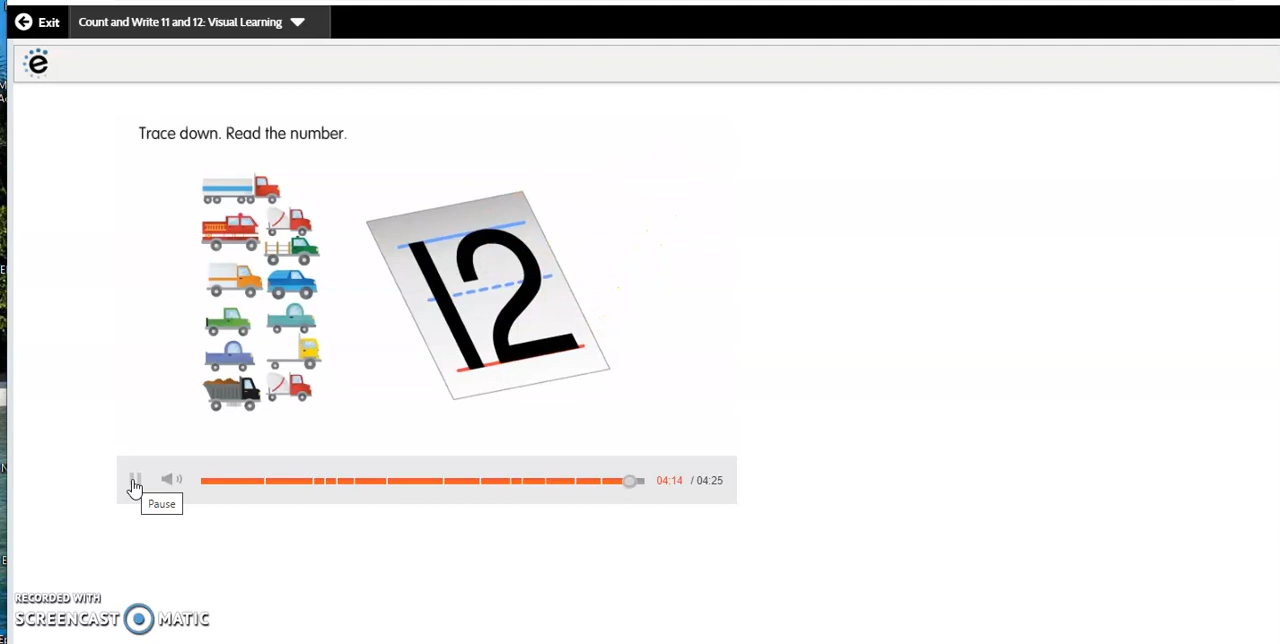 Exit
Count and Write 11 and 12: Visual Learning
e
Trace down. Read the number.
12
04:14 / 04:25
Pause
RECORDED WITH
SCREENCAST MATIC